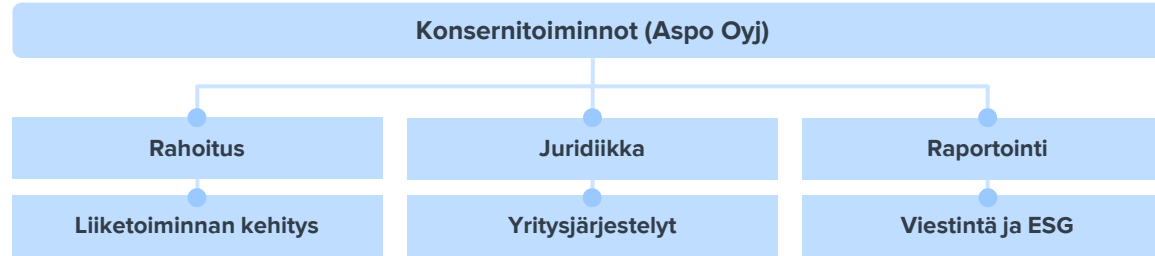 Konsernitoiminnot (Aspo Oyj)
Rahoitus
Juridiikka
Raportointi
Liiketoiminnan kehitys
Yritysjärjestelyt
Viestintä ja ESG